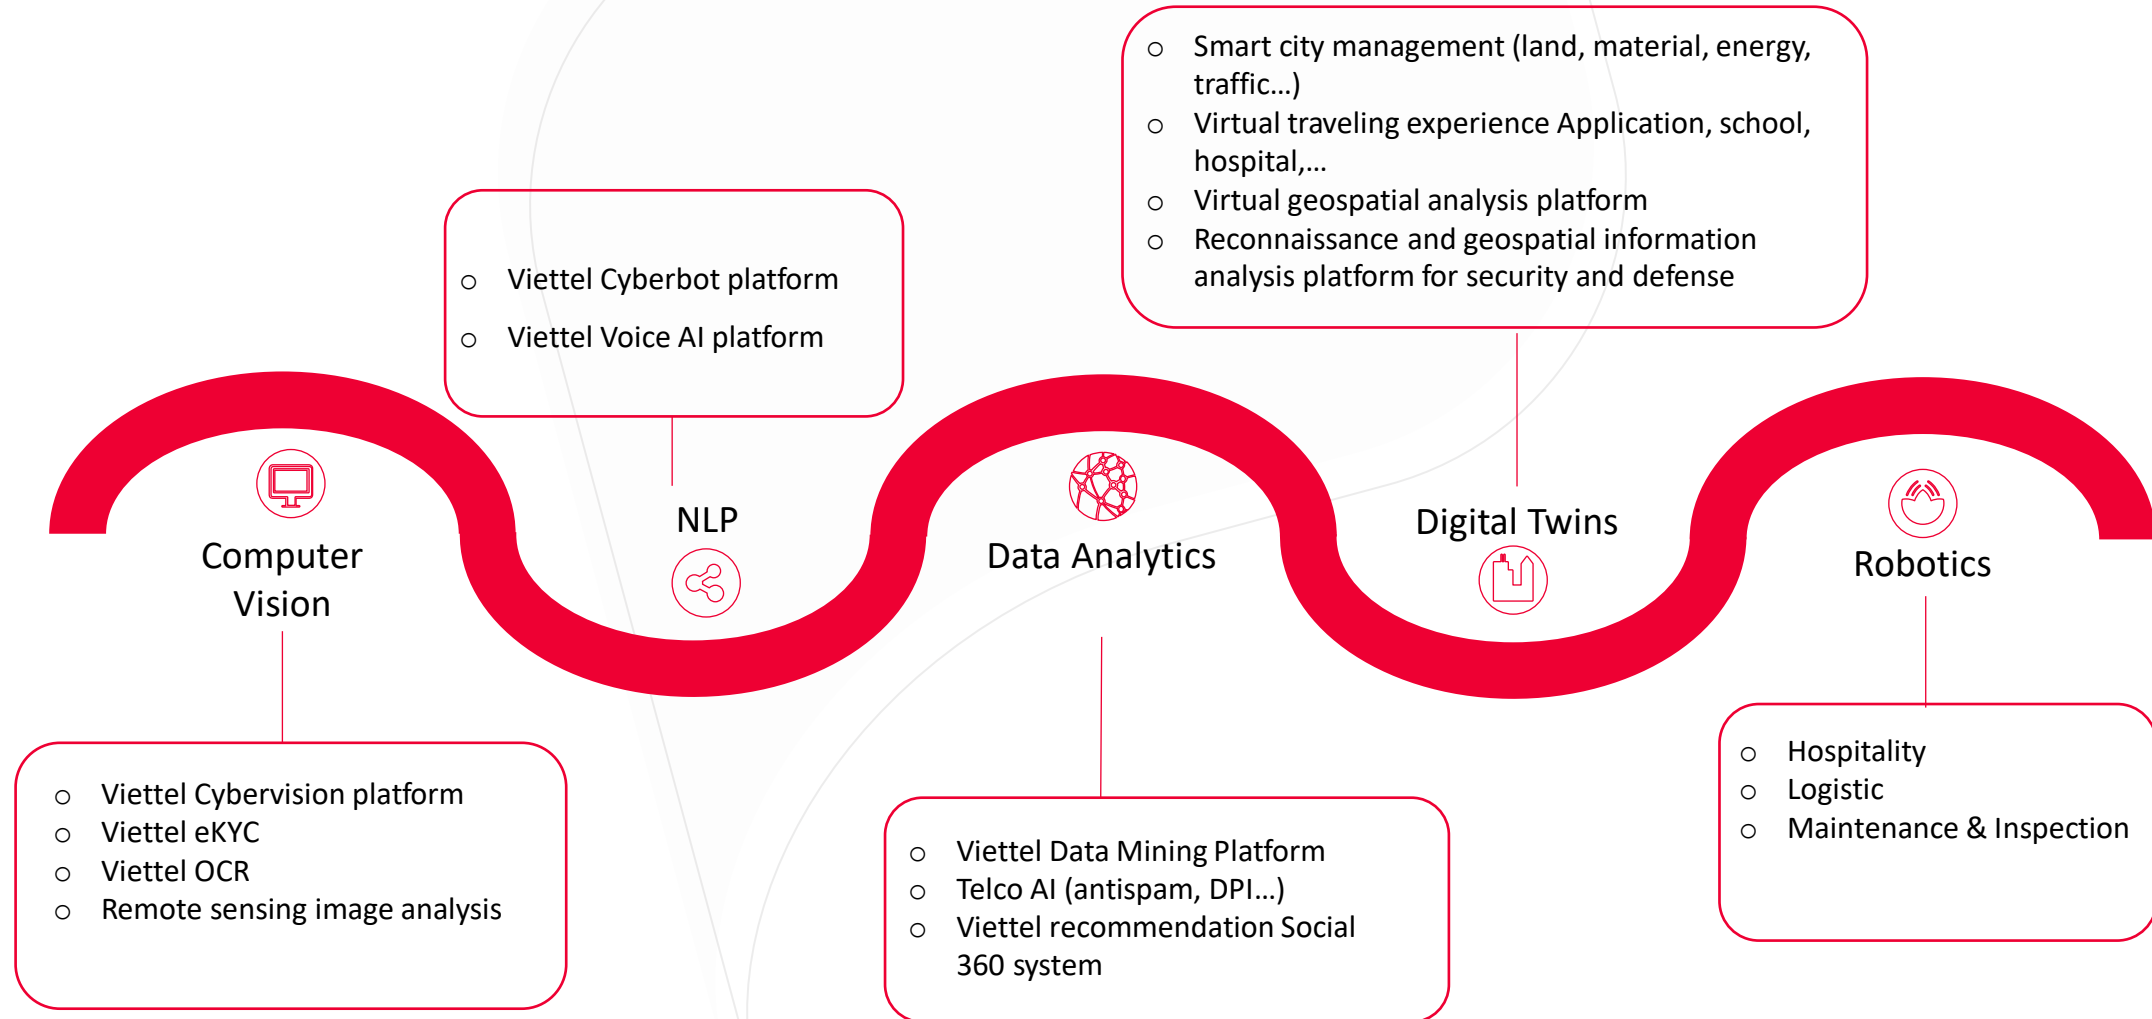 Computer
Vision
o Viettel Cybervision platform
o Viettel eKYC
o Viettel OCR
o Remote sensing image analysis
o Viettel Cyberbot platform
o Viettel Voice AI platform
NLP
Data Analytics
o Viettel Data Mining Platform
o Telco AI (antispam, DPI...)
o Viettel recommendation Social
360 system
o Smart city management (land, material, energy,
traffic...)
o Virtual traveling experience Application, school,
hospital,...
o Virtual geospatial analysis platform
o Reconnaissance and geospatial information
analysis platform for security and defense
Digital Twins
Robotics
o Hospitality
o Logistic
o Maintenance & Inspection